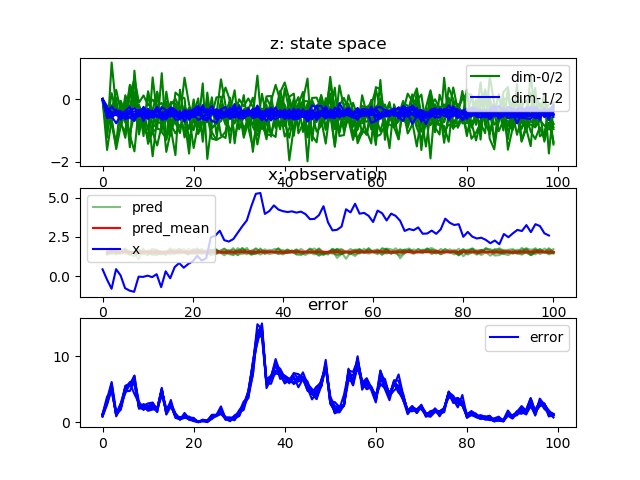 z: state space
0
−2
dim-0/2
dim-1/2
0 20 40 60 80 100
x: observation
5.0
2.5
0.0
pred
pred_mean
x
0 20 40 60 80 100
error
10
0
error
0 20 40 60 80 100